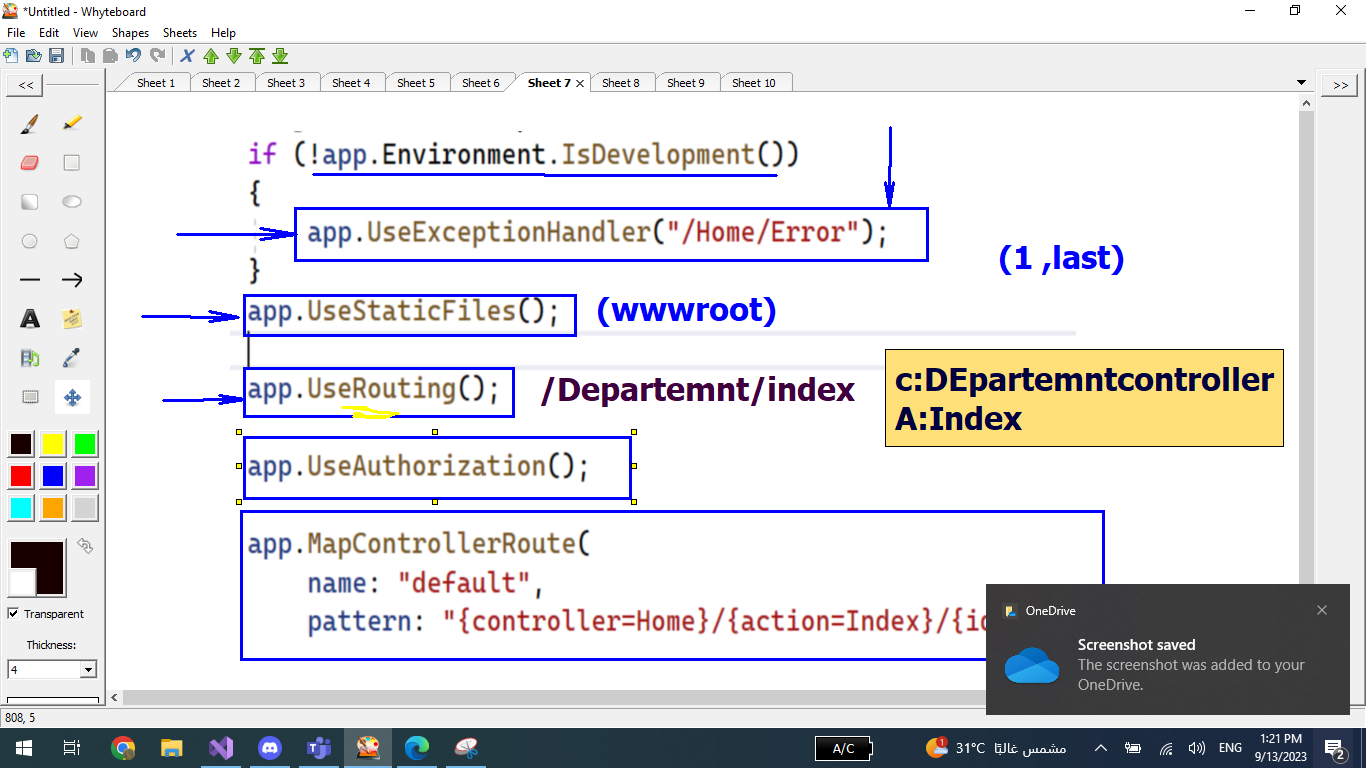 *Untitled - Whyteboard
File Edit View Shapes Sheets Help
<< Sheet 1 Sheet 2 Sheet 3 Sheet 4 Sheet 5 Sheet 6 Sheet 7 Sheet 8 Sheet 9 Sheet 10 >>
if (!app.Environment.IsDevelopment())
{
app.UseExceptionHandler("/Home/Error");
(1 ,last)
}
app.UseStaticFiles(); (wwwroot)
app.UseRouting(); /Departemnt/index
c:DEpartemntcontroller
A:Index
app.UseAuthorization();
app.MapControllerRoute(
name: "default",
pattern: "{controller=Home}/{action=Index}/{i
Transparent
Thickness:
4
OneDrive
Screenshot saved
The screenshot was added to your
OneDrive.
808, 5
A/C
1
31°C مشمس غالبًا
ENG
1:21 PM
9/13/2023
2